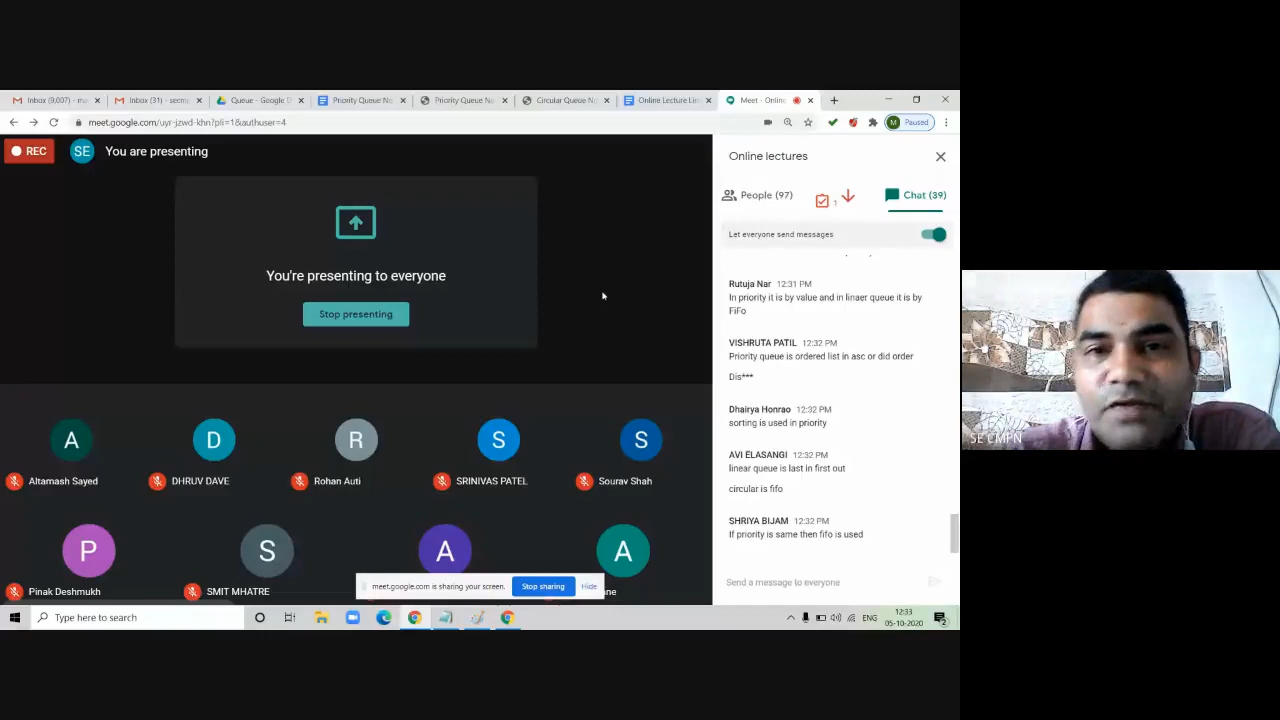 Inbox (9,007) - ma
Inbox (31) - secm
Queue - Google D
Priority Queue No
Priority Queue No
Circular Queue No
Online Lecture Lin
Meet - Online
meet.google.com/uyr-jzwd-khn?pli=1&authuser=4
M Paused
REC
SE
You are presenting
Online lectures
People (97)
1
Chat (39)
Let everyone send messages
You're presenting to everyone
Stop presenting
Rutuja Nar 12:31 PM
In priority it is by value and in linaer queue it is by
FiFo
VISHRUTA PATIL 12:32 PM
Priority queue is ordered list in asc or did order
Dis***
Dhairya Honrao 12:32 PM
sorting is used in priority
AVI ELASANGI 12:32 PM
linear queue is last in first out
circular is fifo
SHRIYA BIJAM 12:32 PM
If priority is same then fifo is used
Send a message to everyone
A
D
R
S
S
Altamash Sayed
DHRUV DAVE
Rohan Auti
SRINIVAS PATEL
Sourav Shah
P
S
A
A
Pinak Deshmukh
SMIT MHATRE
meet.google.com is sharing your screen.
Stop sharing
Hide
Type here to search
ENG
12:33
05-10-2020
2
SE CMPN